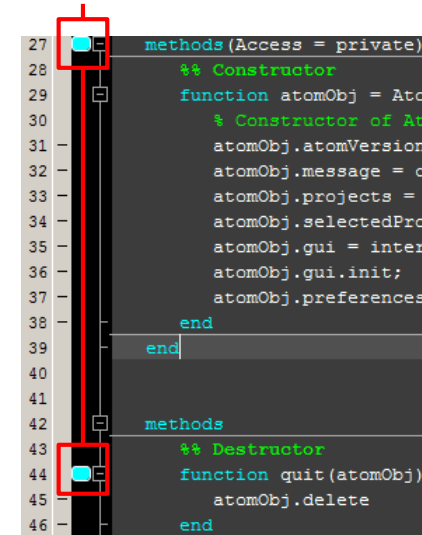 27 methods(Access = private)
28 %% Constructor
29 function atomObj = Ato
30 % Constructor of At
31 – atomObj.atomVersion
32 – atomObj.message = c
33 – atomObj.projects =
34 – atomObj.selectedPro
35 – atomObj.gui = inter
36 – atomObj.gui.init;
37 – atomObj.preferences
38 – end
39 end
40
41
42 methods
43 %% Destructor
44 function quit(atomObj)
45 – atomObj.delete
46 – end